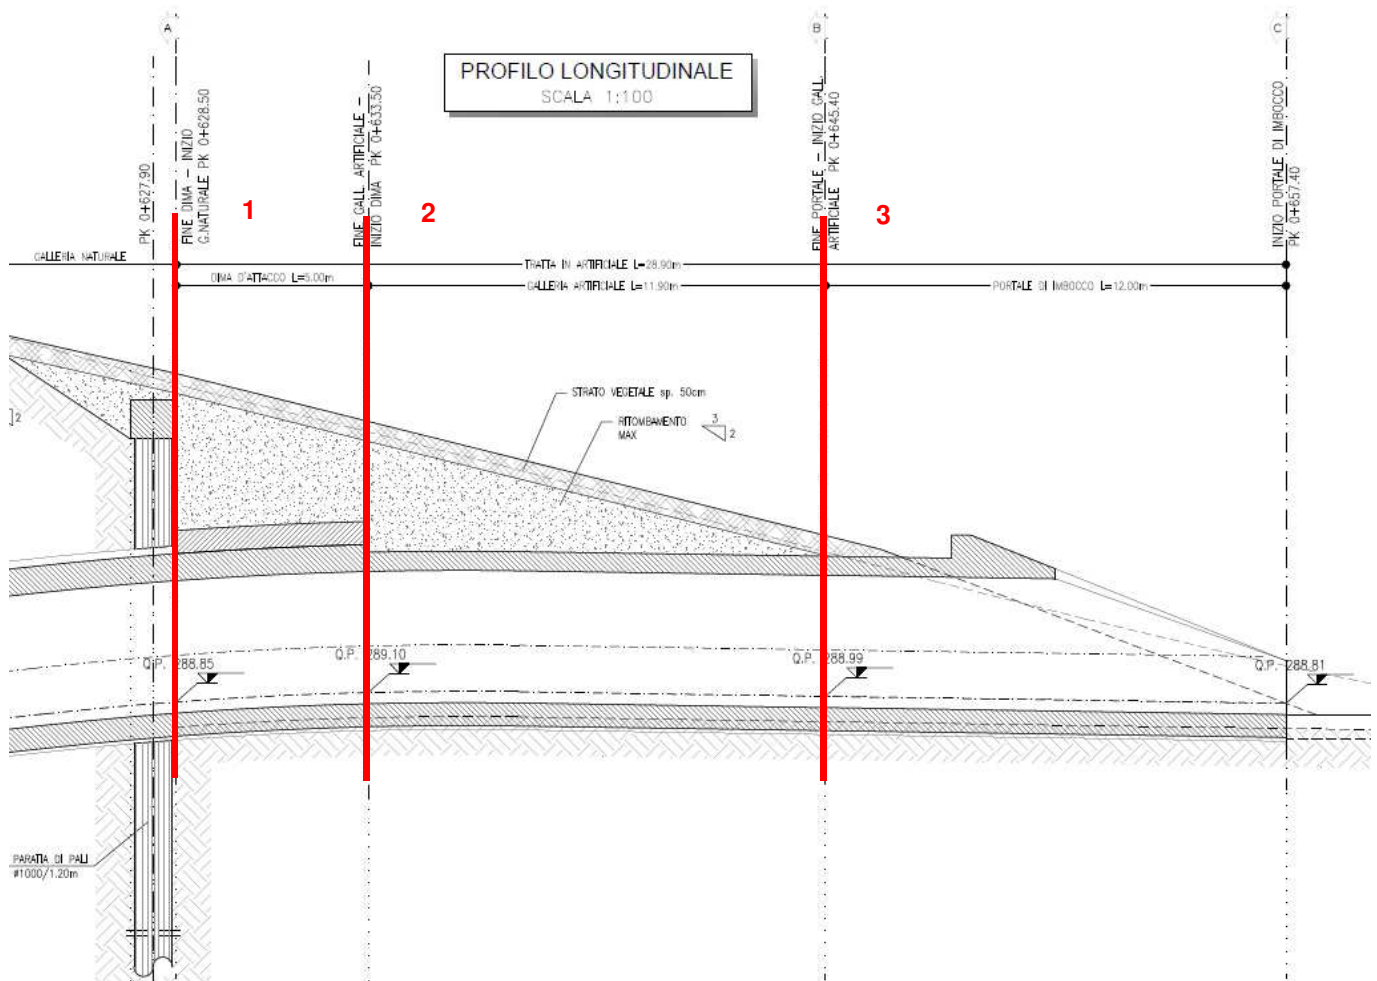 A
B
C
PROFILO LONGITUDINALE
SCALA 1:100
PK 0+627.90
FINE DIMA - INIZIO
G.NATURALE PK 0+628.50
FINE GALL. ARTIFICIALE -
INIZIO DIMA PK 0+633.50
FINE PORTALE - INIZIO GALL.
ARTIFICIALE PK 0+645.40
INIZIO PORTALE DI IMBOCCO
PK 0+657.40
1
2
3
GALLERIA NATURALE
TRATTA IN ARTIFICIALE L=28.90m
DIMA D'ATTACCO L=5.00m
GALLERIA ARTIFICIALE L=11.90m
PORTALE DI IMBOCCO L=12.00m
STRATO VEGETALE sp. 50cm
RITOMBAMENTO
MAX
3
2
2
Q.P. 288.85
Q.P. 289.10
Q.P. 288.99
Q.P. 288.81
PARATIA DI PALI
#1000/1.20m